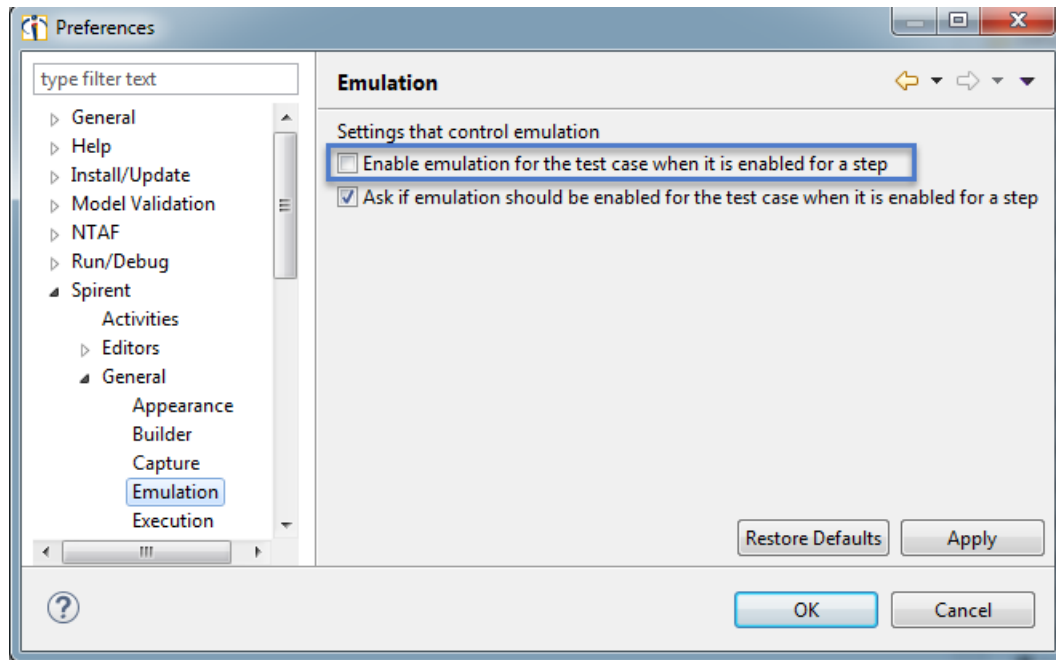 Preferences
type filter text
General
Help
Install/Update
Model Validation
NTAF
Run/Debug
Spirent
Activities
Editors
General
Appearance
Builder
Capture
Emulation
Execution
Emulation
Settings that control emulation
Enable emulation for the test case when it is enabled for a step
Ask if emulation should be enabled for the test case when it is enabled for a step
Restore Defaults
Apply
?
OK
Cancel